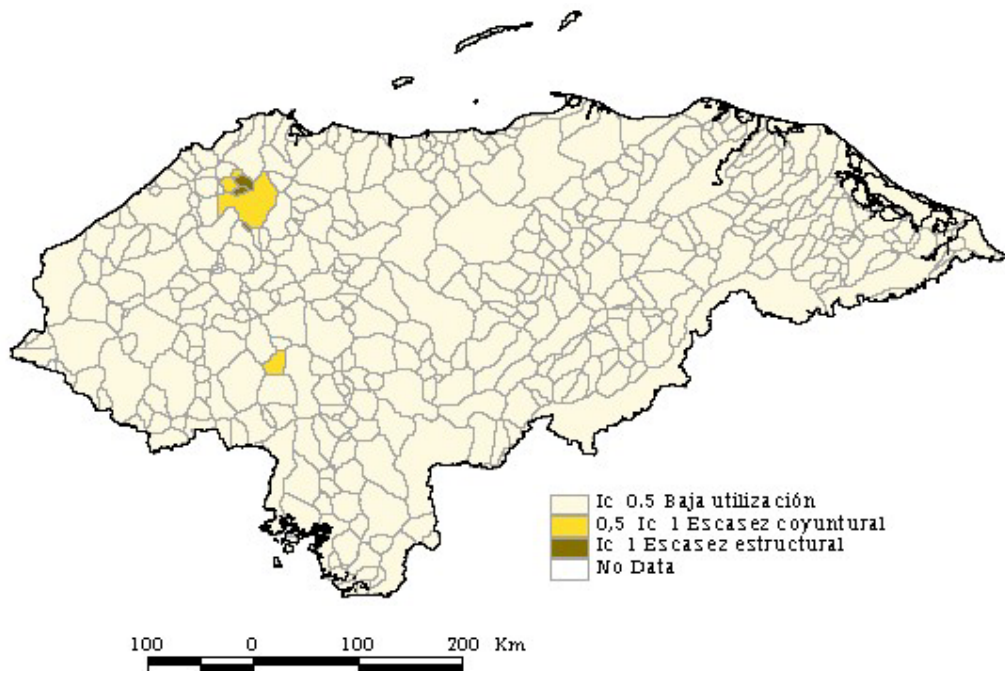 Ic 0.5 Baja utilización
0,5 Ic 1 Escasez coyuntural
Ic 1 Escasez estructural
No Data
100 0 100 200 Km